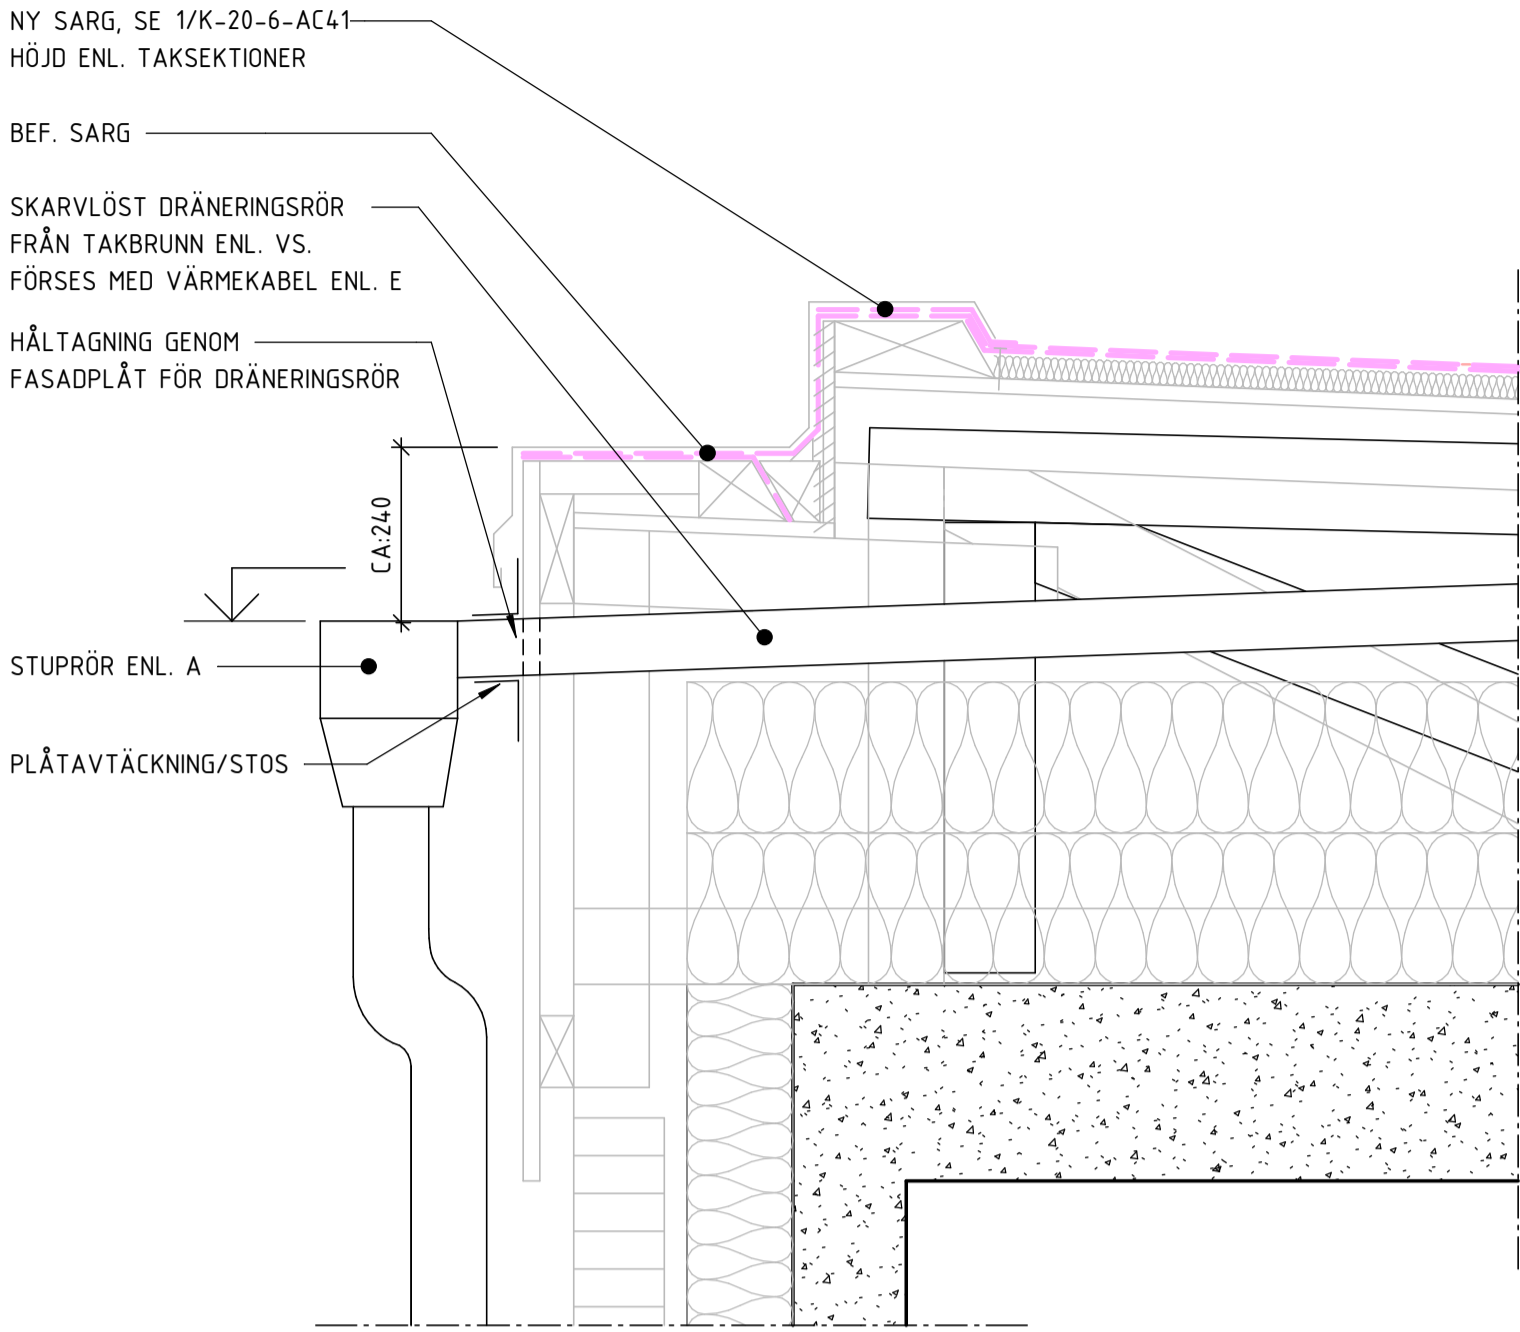 NY SARG, SE 1/K-20-6-AC41
HÖJD ENL. TAKSEKTIONER
BEF. SARG
SKARVLÖST DRÄNERINGSRÖR
FRÅN TAKBRUNN ENL. VS.
FÖRSES MED VÄRMEKABEL ENL. E
HÅLTAGNING GENOM
FASADPLÅT FÖR DRÄNERINGSRÖR
CA:240
STUPRÖR ENL. A
PLÅTAVTÄCKNING/STOS